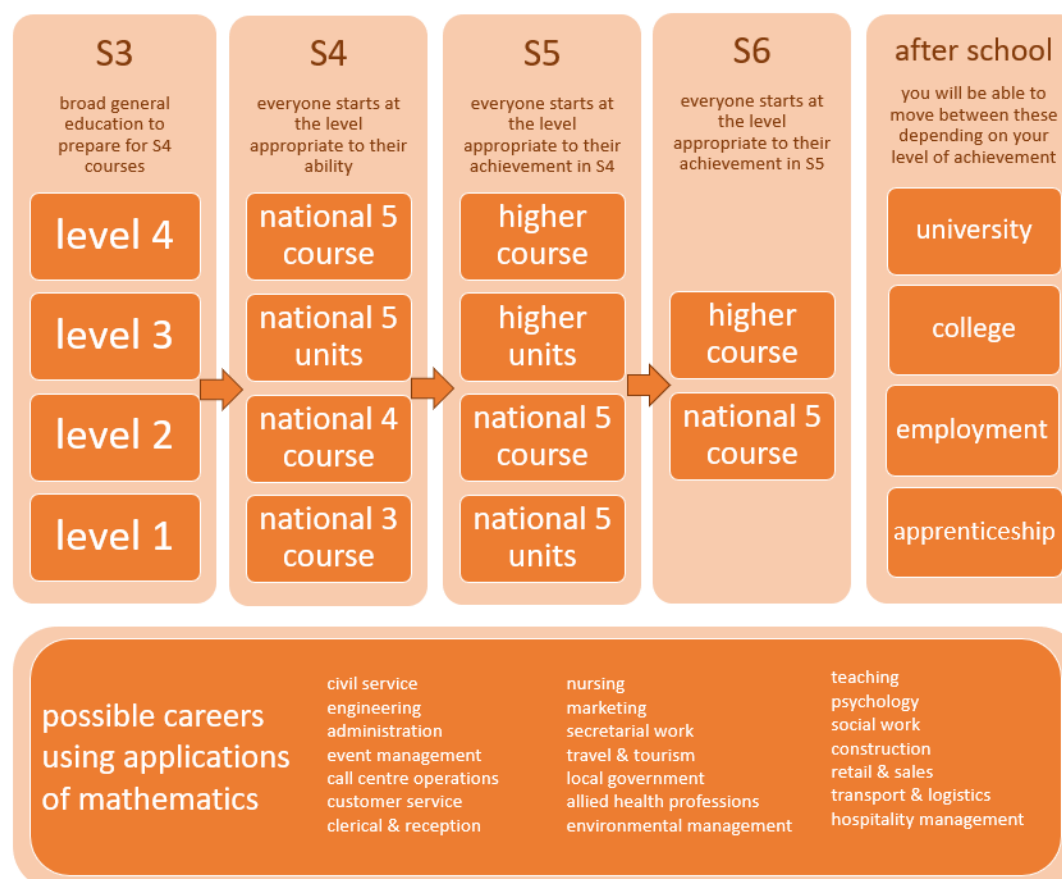 S3
broad general
education to
prepare for S4
courses
level 4
level 3
level 2
level 1
S4
everyone starts at
the level
appropriate to their
ability
national 5
course
national 5
units
national 4
course
national 3
course
S5
everyone starts at
the level
appropriate to their
achievement in S4
higher
course
higher
units
national 5
course
national 5
units
S6
everyone starts at
the level
appropriate to their
achievement in S5
higher
course
national 5
course
after school
you will be able to
move between these
depending on your
level of achievement
university
college
employment
apprenticeship
possible careers
using applications
of mathematics
civil service
engineering
administration
event management
call centre operations
customer service
clerical & reception
nursing
marketing
secretarial work
travel & tourism
local government
allied health professions
environmental management
teaching
psychology
social work
construction
retail & sales
transport & logistics
hospitality management